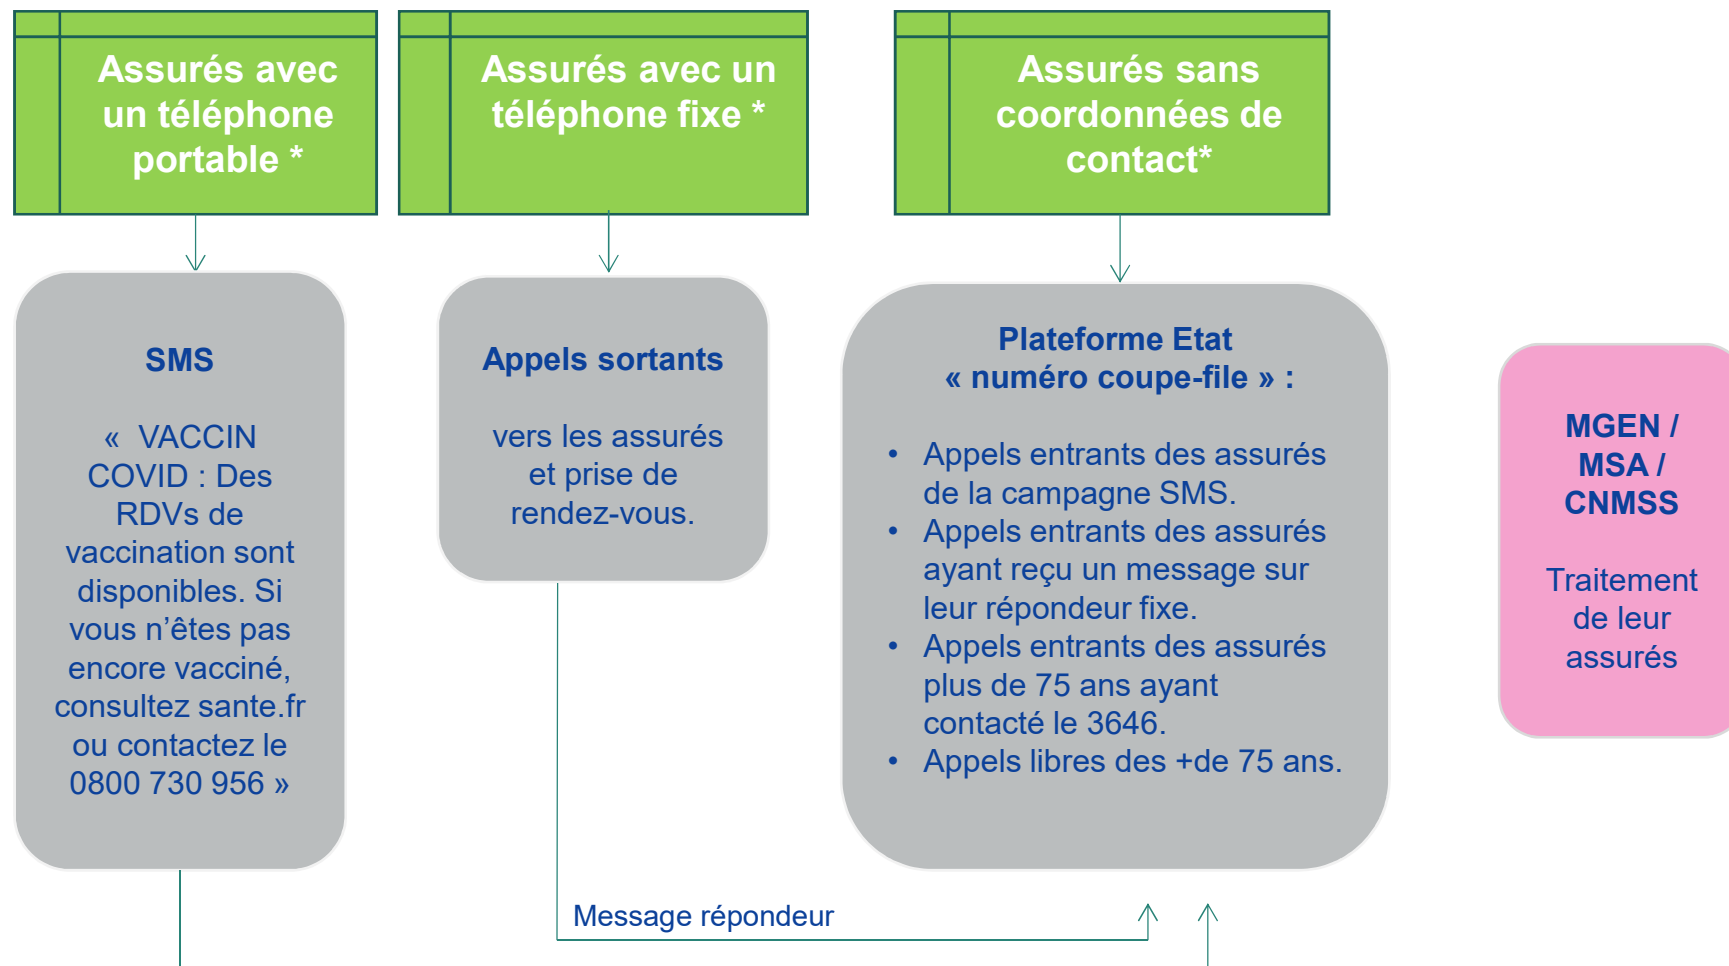 Assurés avec
un téléphone
portable *
Assurés avec un
téléphone fixe *
Assurés sans
coordonnées de
contact*
SMS
«  VACCIN
COVID : Des
RDVs de
vaccination sont
disponibles. Si
vous n’êtes pas
encore vacciné,
consultez sante.fr
ou contactez le
0800 730 956 »
Appels sortants
vers les assurés
et prise de
rendez-vous.
Plateforme Etat
« numéro coupe-file » :
• Appels entrants des assurés
de la campagne SMS.
• Appels entrants des assurés
ayant reçu un message sur
leur répondeur fixe.
• Appels entrants des assurés
plus de 75 ans ayant
contacté le 3646.
• Appels libres des +de 75 ans.
MGEN /
MSA /
CNMSS
Traitement
de leur
assurés
Message répondeur